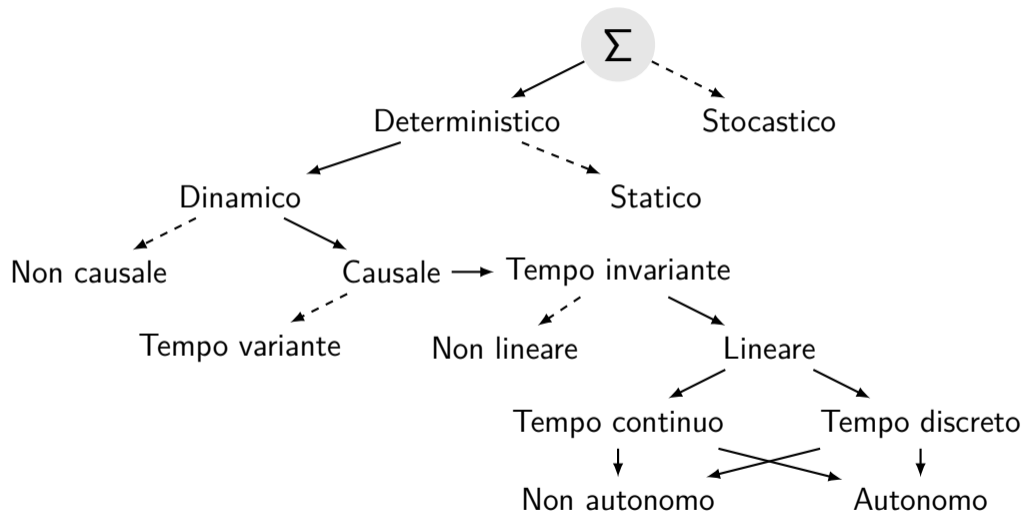 Σ
Deterministico Stocastico
Dinamico Statico
Non causale Causale Tempo invariante
Tempo variante Non lineare Lineare
Tempo continuo Tempo discreto
Non autonomo Autonomo